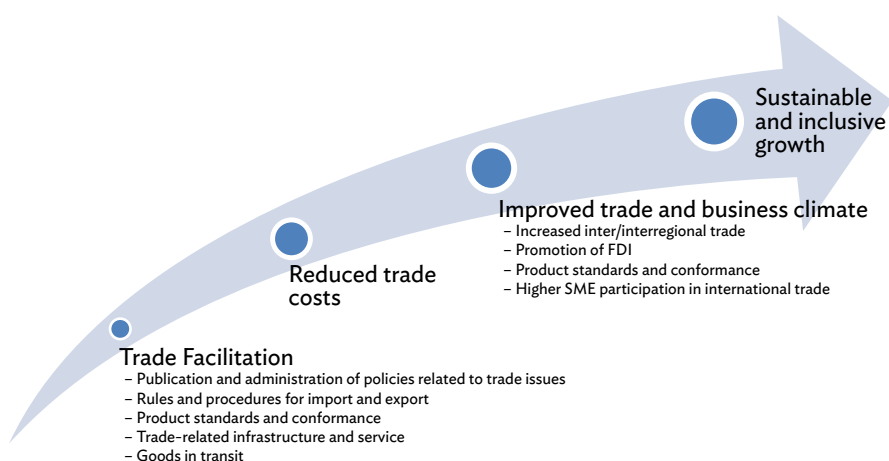 Sustainable
and inclusive
growth
Improved trade and business climate
– Increased inter/interregional trade
– Promotion of FDI
– Product standards and conformance
– Higher SME participation in international trade
Reduced trade
costs
Trade Facilitation
– Publication and administration of policies related to trade issues
– Rules and procedures for import and export
– Product standards and conformance
– Trade-related infrastructure and service
– Goods in transit